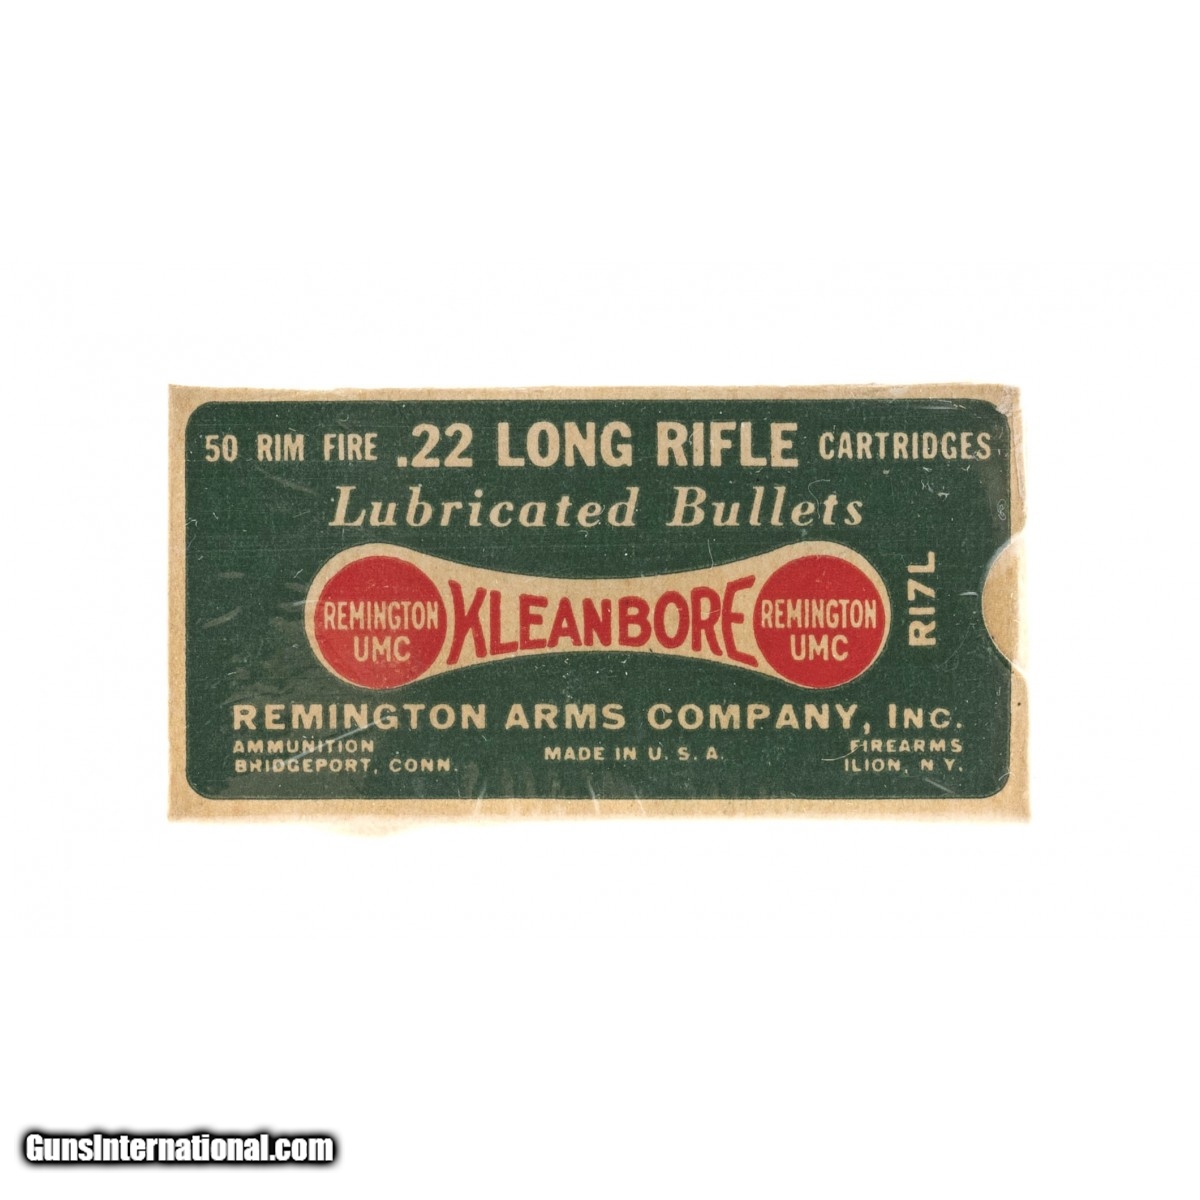 50 RIM FIRE .22 LONG RIFLE CARTRIDGES
Lubricated Bullets
REMINGTON UMC KLEANBORE REMINGTON UMC
R17L
REMINGTON ARMS COMPANY, INC.
AMMUNITION
BRIDGEPORT, CONN.
MADE IN U. S. A.
FIREARMS
ILION, N.Y.
GunsInternational.com